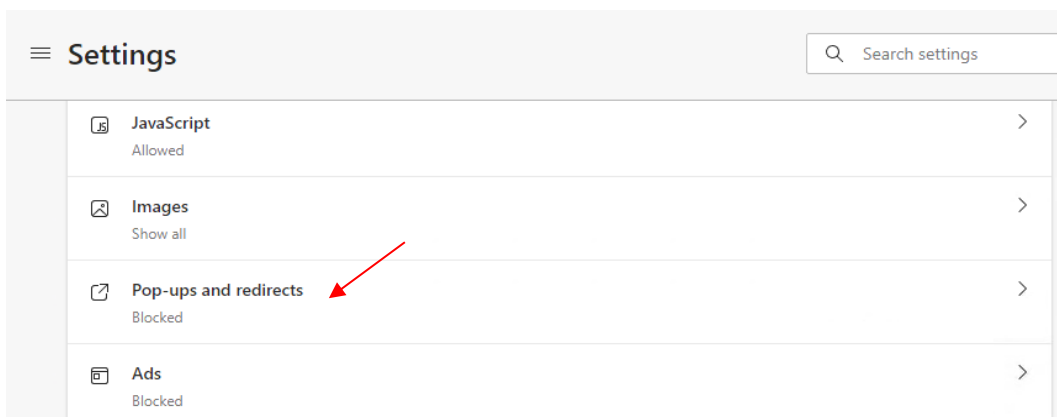 Settings
Search settings
JavaScript
Allowed
Images
Show all
Pop-ups and redirects
Blocked
Ads
Blocked